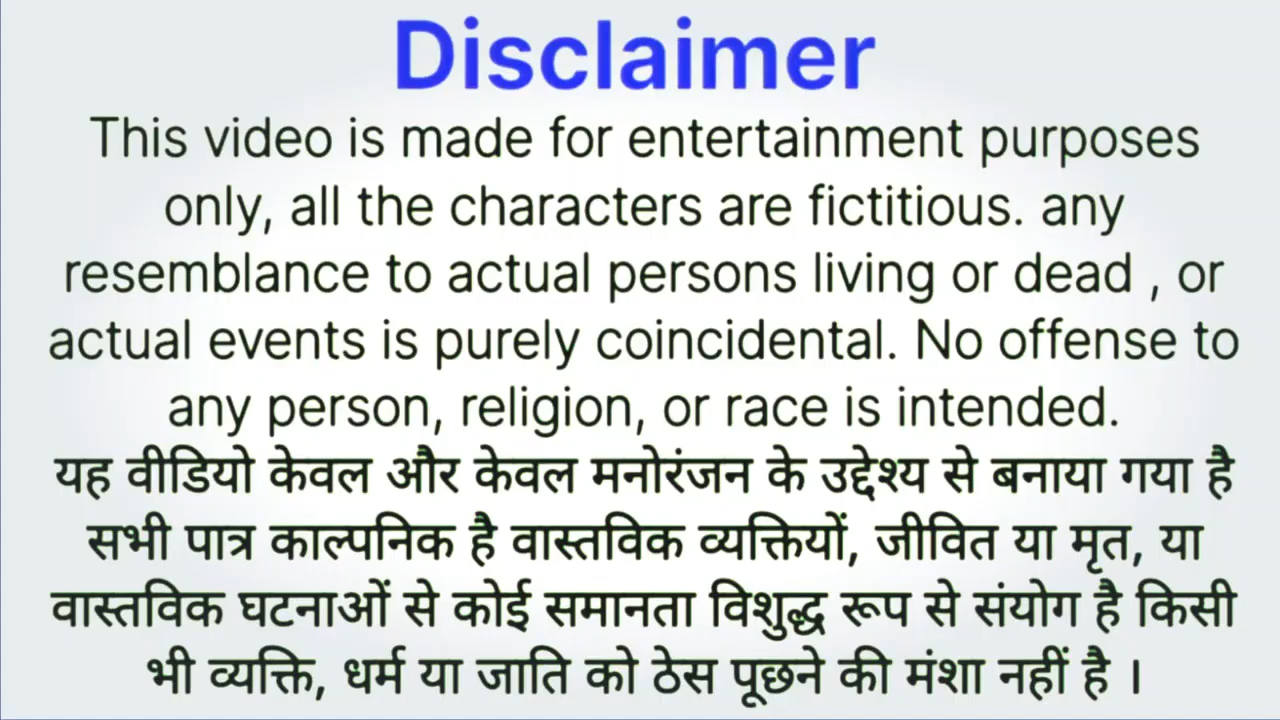 Disclaimer
This video is made for entertainment purposes
only, all the characters are fictitious. any
resemblance to actual persons living or dead , or
actual events is purely coincidental. No offense to
any person, religion, or race is intended.
यह वीडियो केवल और केवल मनोरंजन के उद्देश्य से बनाया गया है
सभी पात्र काल्पनिक है वास्तविक व्यक्तियों, जीवित या मृत, या
वास्तविक घटनाओं से कोई समानता विशुद्ध रूप से संयोग है किसी
भी व्यक्ति, धर्म या जाति को ठेस पूछने की मंशा नहीं है ।